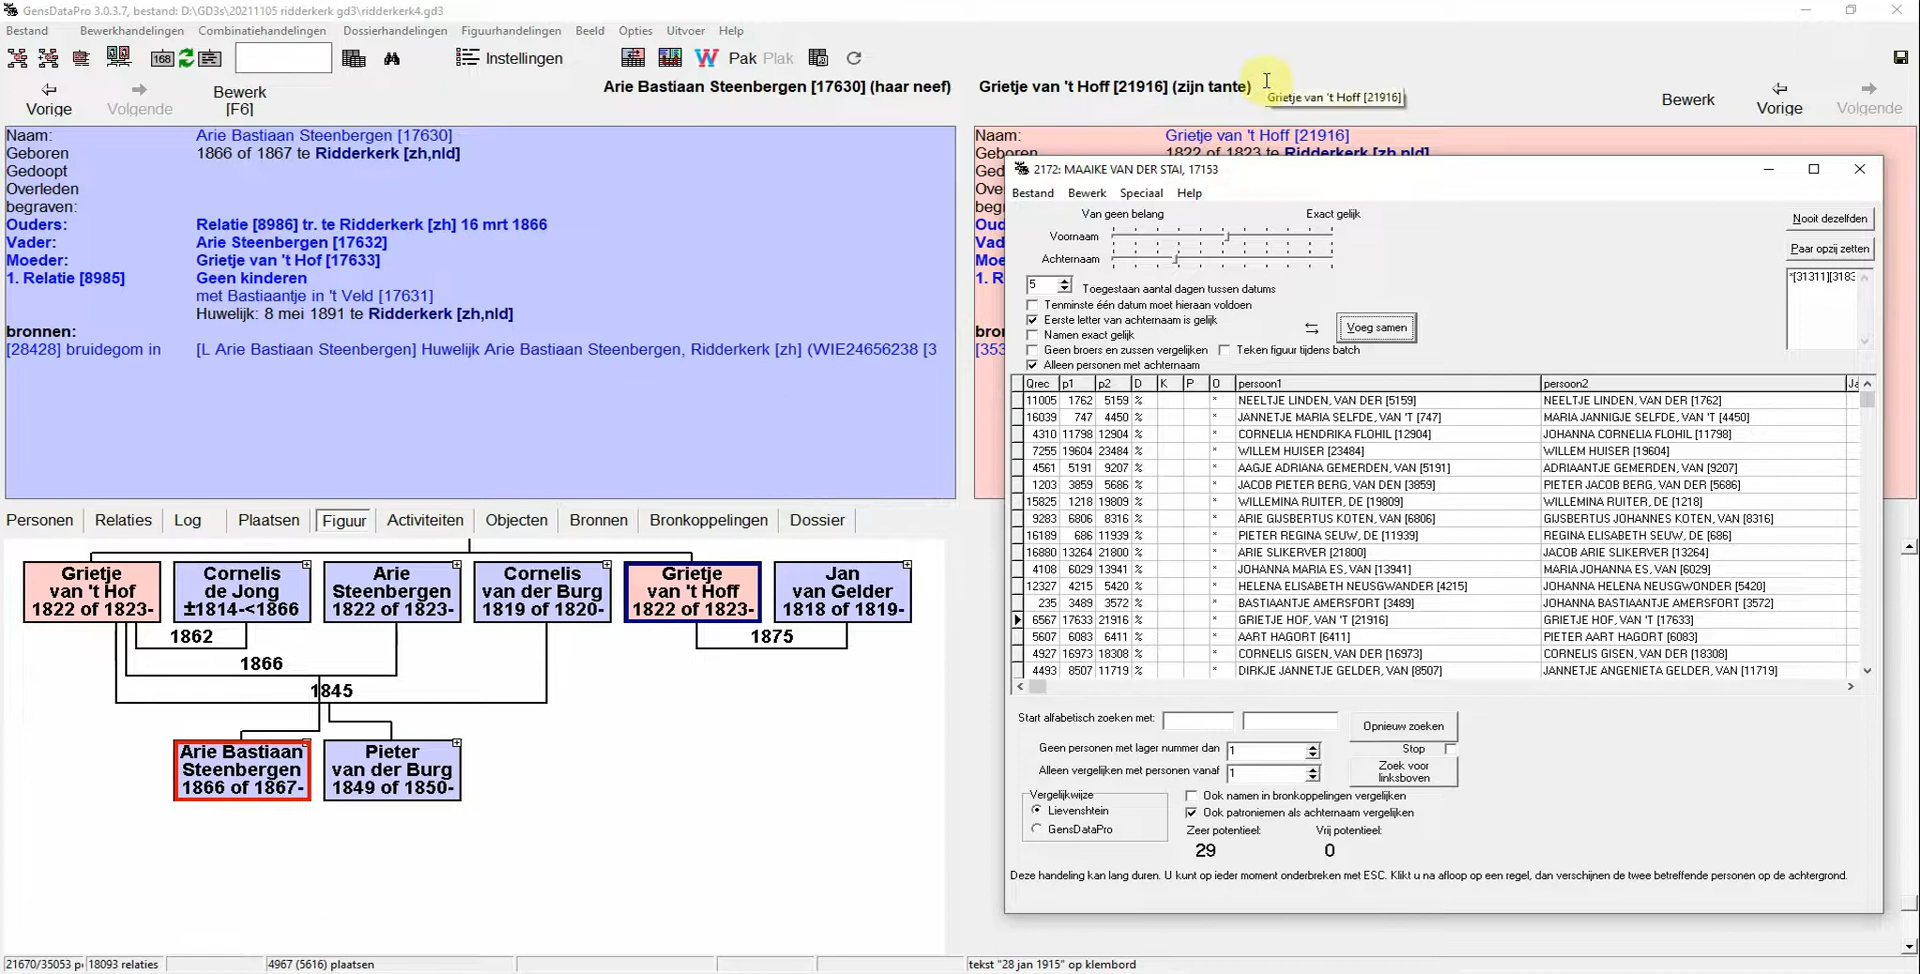 GensDataPro 3.0.3.7, bestand: D:\GD3s\20211105 ridderkerk gd3\ridderkerk4.gd3
Bestand Bewerkhandelingen Combinatiehandelingen Dossierhandelingen Figuurhandelingen Beeld Opties Uitvoer Help
168 Instellingen W Pak Plak
Vorige Volgende Bewerk [F6]
Arie Bastiaan Steenbergen [17630] (haar neef)
Naam: Arie Bastiaan Steenbergen [17630]
Geboren 1866 of 1867 te Ridderkerk [zh,nld]
Gedoopt
Overleden
begraven:
Ouders: Relatie [8986] tr. te Ridderkerk [zh] 16 mrt 1866
Vader: Arie Steenbergen [17632]
Moeder: Grietje van 't Hof [17633]
1. Relatie [8985] Geen kinderen
met Bastiaantje in 't Veld [17631]
Huwelijk: 8 mei 1891 te Ridderkerk [zh,nld]
bronnen:
[28428] bruidegom in [L Arie Bastiaan Steenbergen] Huwelijk Arie Bastiaan Steenbergen, Ridderkerk [zh] (WIE24656238 [3
Grietje van 't Hoff [21916] (zijn tante)
Grietje van 't Hoff [21916]
Bewerk Vorige Volgende
Naam: Grietje van 't Hoff [21916]
Geboren 1822 of 1823 te Ridderkerk [zh,nld]
Ged
Ove
begr
Oud
Vad
Moe
1. R
bron
[353
Personen Relaties Log Plaatsen Figuur Activiteiten Objecten Bronnen Bronkoppelingen Dossier
Grietje
van 't Hof
1822 of 1823-
Cornelis
de Jong
±1814-<1866
Arie
Steenbergen
1822 of 1823-
Cornelis
van der Burg
1819 of 1820-
Grietje
van 't Hoff
1822 of 1823-
Jan
van Gelder
1818 of 1819-
1862
1875
1866
1845
Arie Bastiaan
Steenbergen
1866 of 1867-
Pieter
van der Burg
1849 of 1850-
2172: MAAIKE VAN DER STAI, 17153
Bestand Bewerk Speciaal Help
Van geen belang Exact gelijk
Voornaam
Achternaam
Nooit dezelfden
Paar opzij zetten
*[31311][3183
5 Toegestaan aantal dagen tussen datums
Tenminste één datum moet hieraan voldoen
Eerste letter van achternaam is gelijk
Namen exact gelijk
Voeg samen
Geen broers en zussen vergelijken Teken figuur tijdens batch
Alleen personen met achternaam
Qrec p1 p2 D K P O persoon1 persoon2 Ja
11005 1762 5159 % * NEELTJE LINDEN, VAN DER [5159] NEELTJE LINDEN, VAN DER [1762]
16039 747 4450 % * JANNETJE MARIA SELFDE, VAN 'T [747] MARIA JANNIGJE SELFDE, VAN 'T [4450]
4310 11798 12904 % * CORNELIA HENDRIKA FLOHIL [12904] JOHANNA CORNELIA FLOHIL [11798]
7255 19604 23484 % * WILLEM HUISER [23484] WILLEM HUISER [19604]
4561 5191 9207 % * AAGJE ADRIANA GEMERDEN, VAN [5191] ADRIAANTJE GEMERDEN, VAN [9207]
1203 3859 5686 % * JACOB PIETER BERG, VAN DEN [3859] PIETER JACOB BERG, VAN DEN [5686]
15825 1218 19809 % * WILLEMINA RUITER, DE [19809] WILLEMINA RUITER, DE [1218]
9283 6806 8316 % * ARIE GIJSBERTUS KOTEN, VAN [6806] GIJSBERTUS JOHANNES KOTEN, VAN [8316]
16189 686 11939 % * PIETER REGINA SEUW, DE [11939] REGINA ELISABETH SEUW, DE [686]
16880 13264 21800 % * ARIE SLIKERVER [21800] JACOB ARIE SLIKERVER [13264]
4108 6029 13941 % * JOHANNA MARIA ES, VAN [13941] MARIA JOHANNA ES, VAN [6029]
12327 4215 5420 % * HELENA ELISABETH NEUSGWANDER [4215] JOHANNA HELENA NEUSGWONDER [5420]
235 3489 3572 % * BASTIAANTJE AMERSFORT [3489] JOHANNA BASTIAANTJE AMERSFORT [3572]
6567 17633 21916 % * GRIETJE HOF, VAN 'T [21916] GRIETJE HOF, VAN 'T [17633]
5607 6083 6411 % * AART HAGORT [6411] PIETER AART HAGORT [6083]
4927 16973 18308 % * CORNELIS GISEN, VAN DER [16973] CORNELIS GISEN, VAN DER [18308]
4493 8507 11719 % * DIRKJE JANNETJE GELDER, VAN [8507] JANNETJE ANGENIETA GELDER, VAN [11719]
Start alfabetisch zoeken met: Opnieuw zoeken
Geen personen met lager nummer dan 1 Stop
Alleen vergelijken met personen vanaf 1 Zoek voor linksboven
Vergelijkwijze
Lievenshtein
GensDataPro
Ook namen in bronkoppelingen vergelijken
Ook patroniemen als achternaam vergelijken
Zeer potentieel: Vrij potentieel:
29 0
Deze handeling kan lang duren. U kunt op ieder moment onderbreken met ESC. Klikt u na afloop op een regel, dan verschijnen de twee betreffende personen op de achtergrond.
21670/35053 p 18093 relaties 4967 (5616) plaatsen tekst "28 jan 1915" op klembord